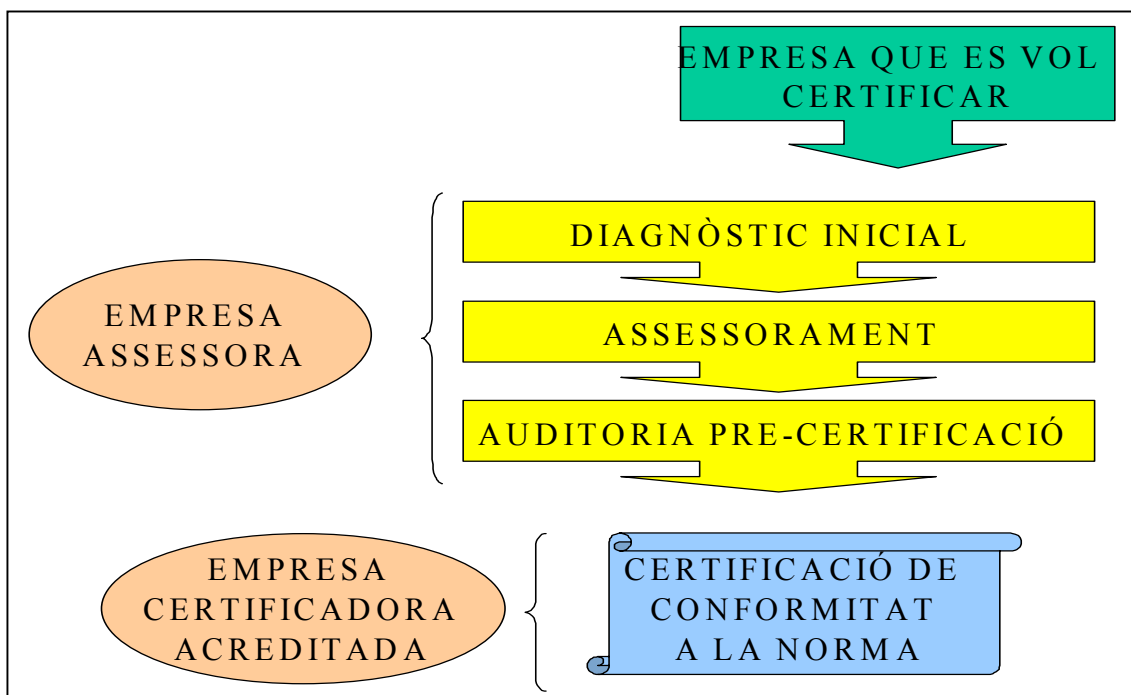 EMPRESA QUE ES VOL
CERTIFICAR
DIAGNÒSTIC INICIAL
EMPRESA
ASSESSORA
ASSESSORAMENT
AUDITORIA PRE-CERTIFICACIÓ
EMPRESA
CERTIFICADORA
ACREDITADA
CERTIFICACIÓ DE
CONFORMITAT
A LA NORMA